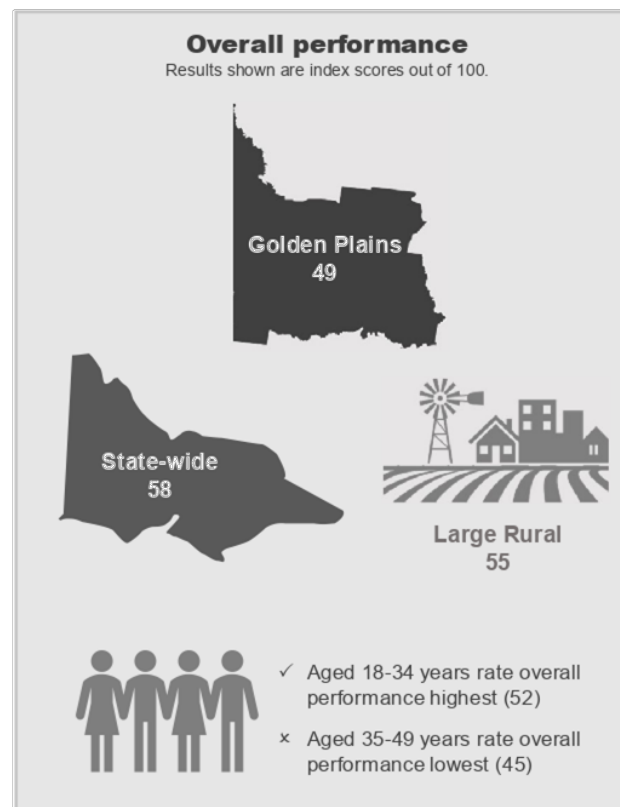 Overall performance
Results shown are index scores out of 100.
Golden Plains
49
State-wide
58
Large Rural
55
✓ Aged 18-34 years rate overall
performance highest (52)
× Aged 35-49 years rate overall
performance lowest (45)